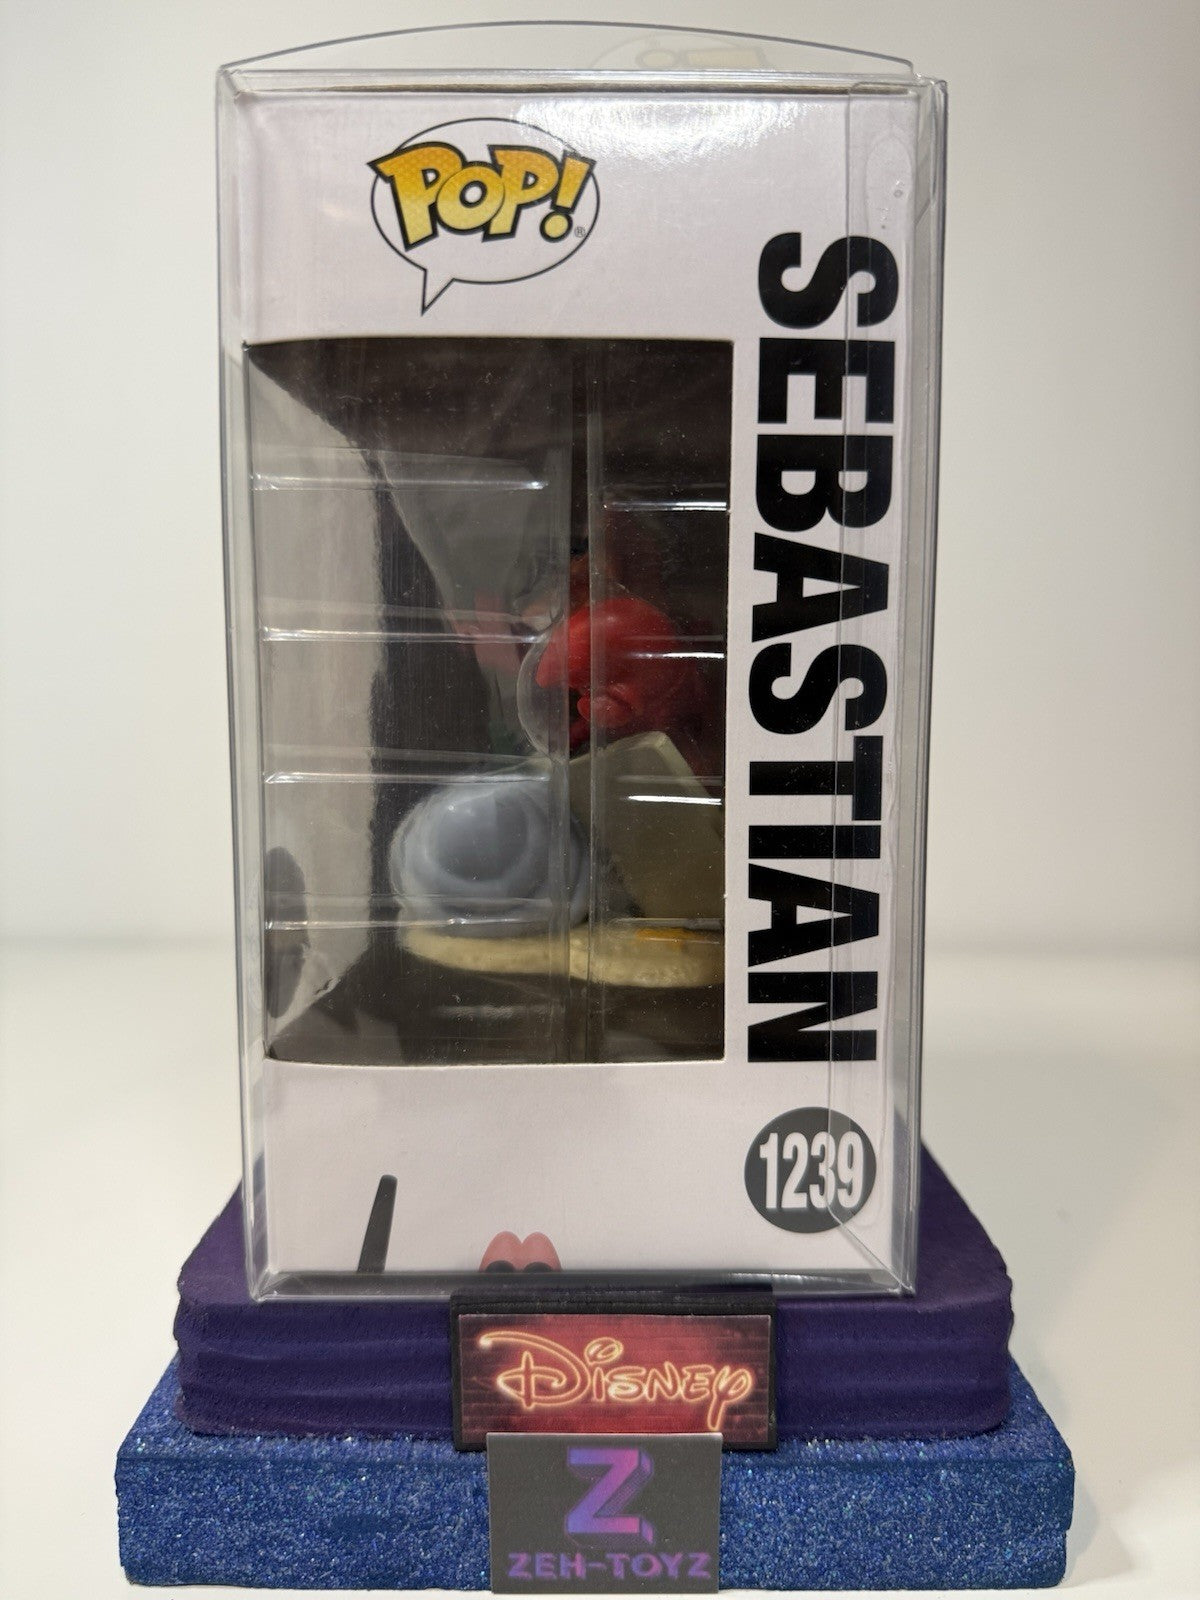 POP!®
SEBASTIAN
1239
DISNEY
Z
ZEH-TOYZ